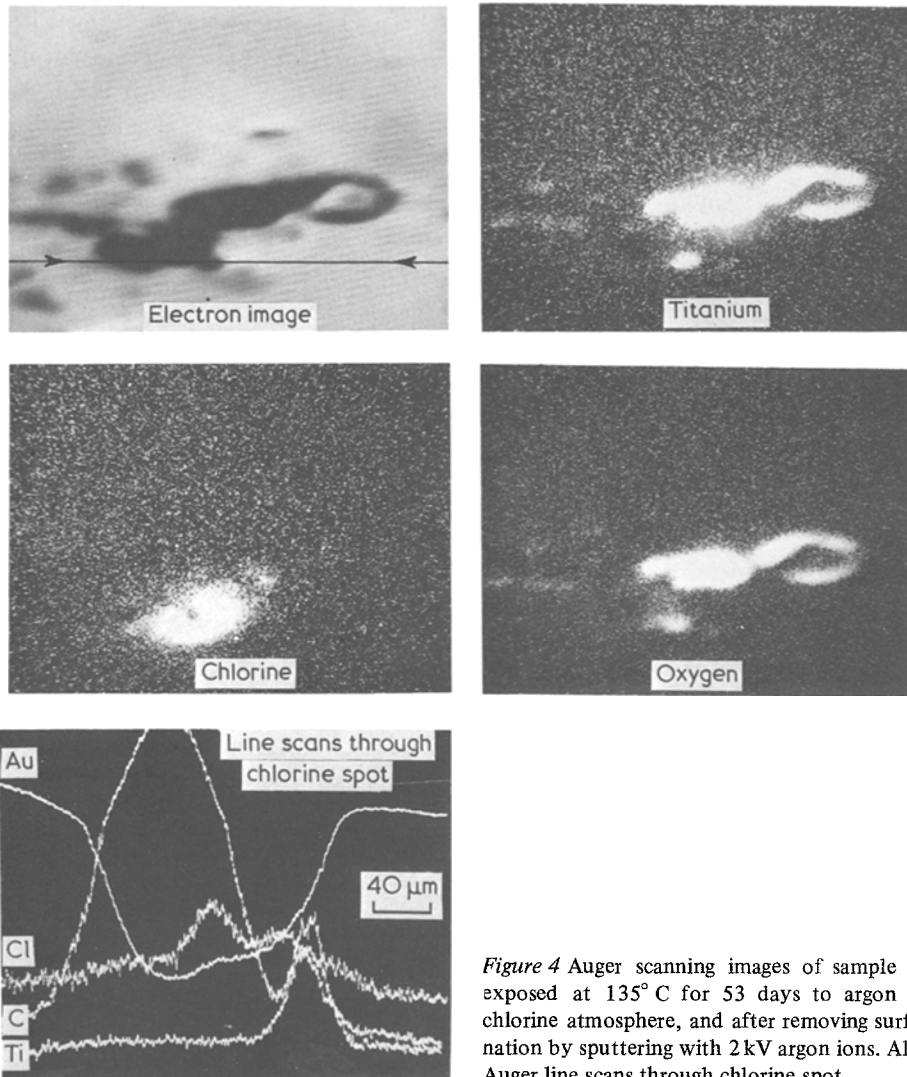 Electron image
Titanium
Chlorine
Oxygen
Line scans through
chlorine spot
Au
40 μm
Cl
C
Ti
Figure 4 Auger scanning images of sample
exposed at 135° C for 53 days to argon
chlorine atmosphere, and after removing surf
nation by sputtering with 2 kV argon ions. Al
Auger line scans through chlorine spot